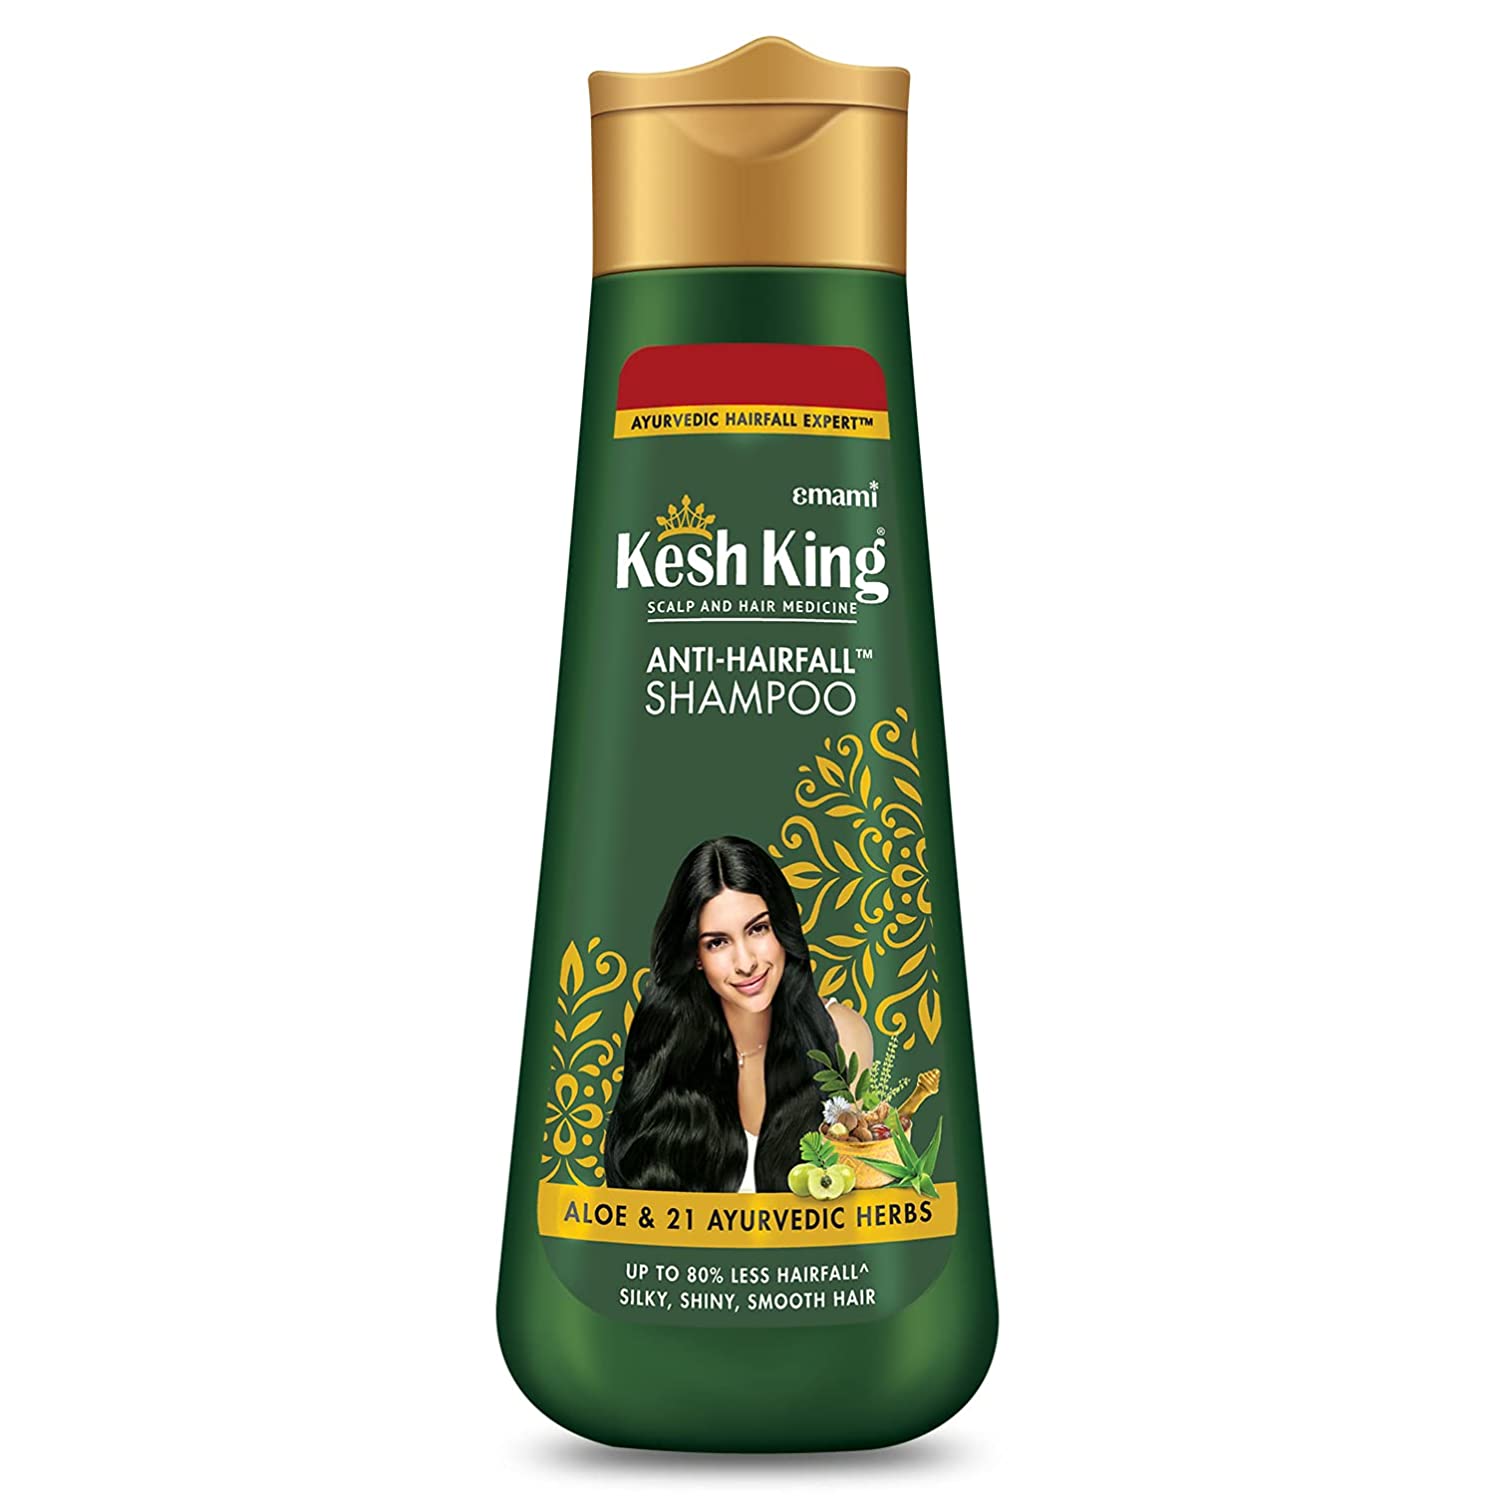 AYURVEDIC HAIRFALL EXPERT™
emami*
Kesh King®
SCALP AND HAIR MEDICINE
ANTI-HAIRFALL™
SHAMPOO
ALOE & 21 AYURVEDIC HERBS
UP TO 80% LESS HAIRFALL^
SILKY, SHINY, SMOOTH HAIR